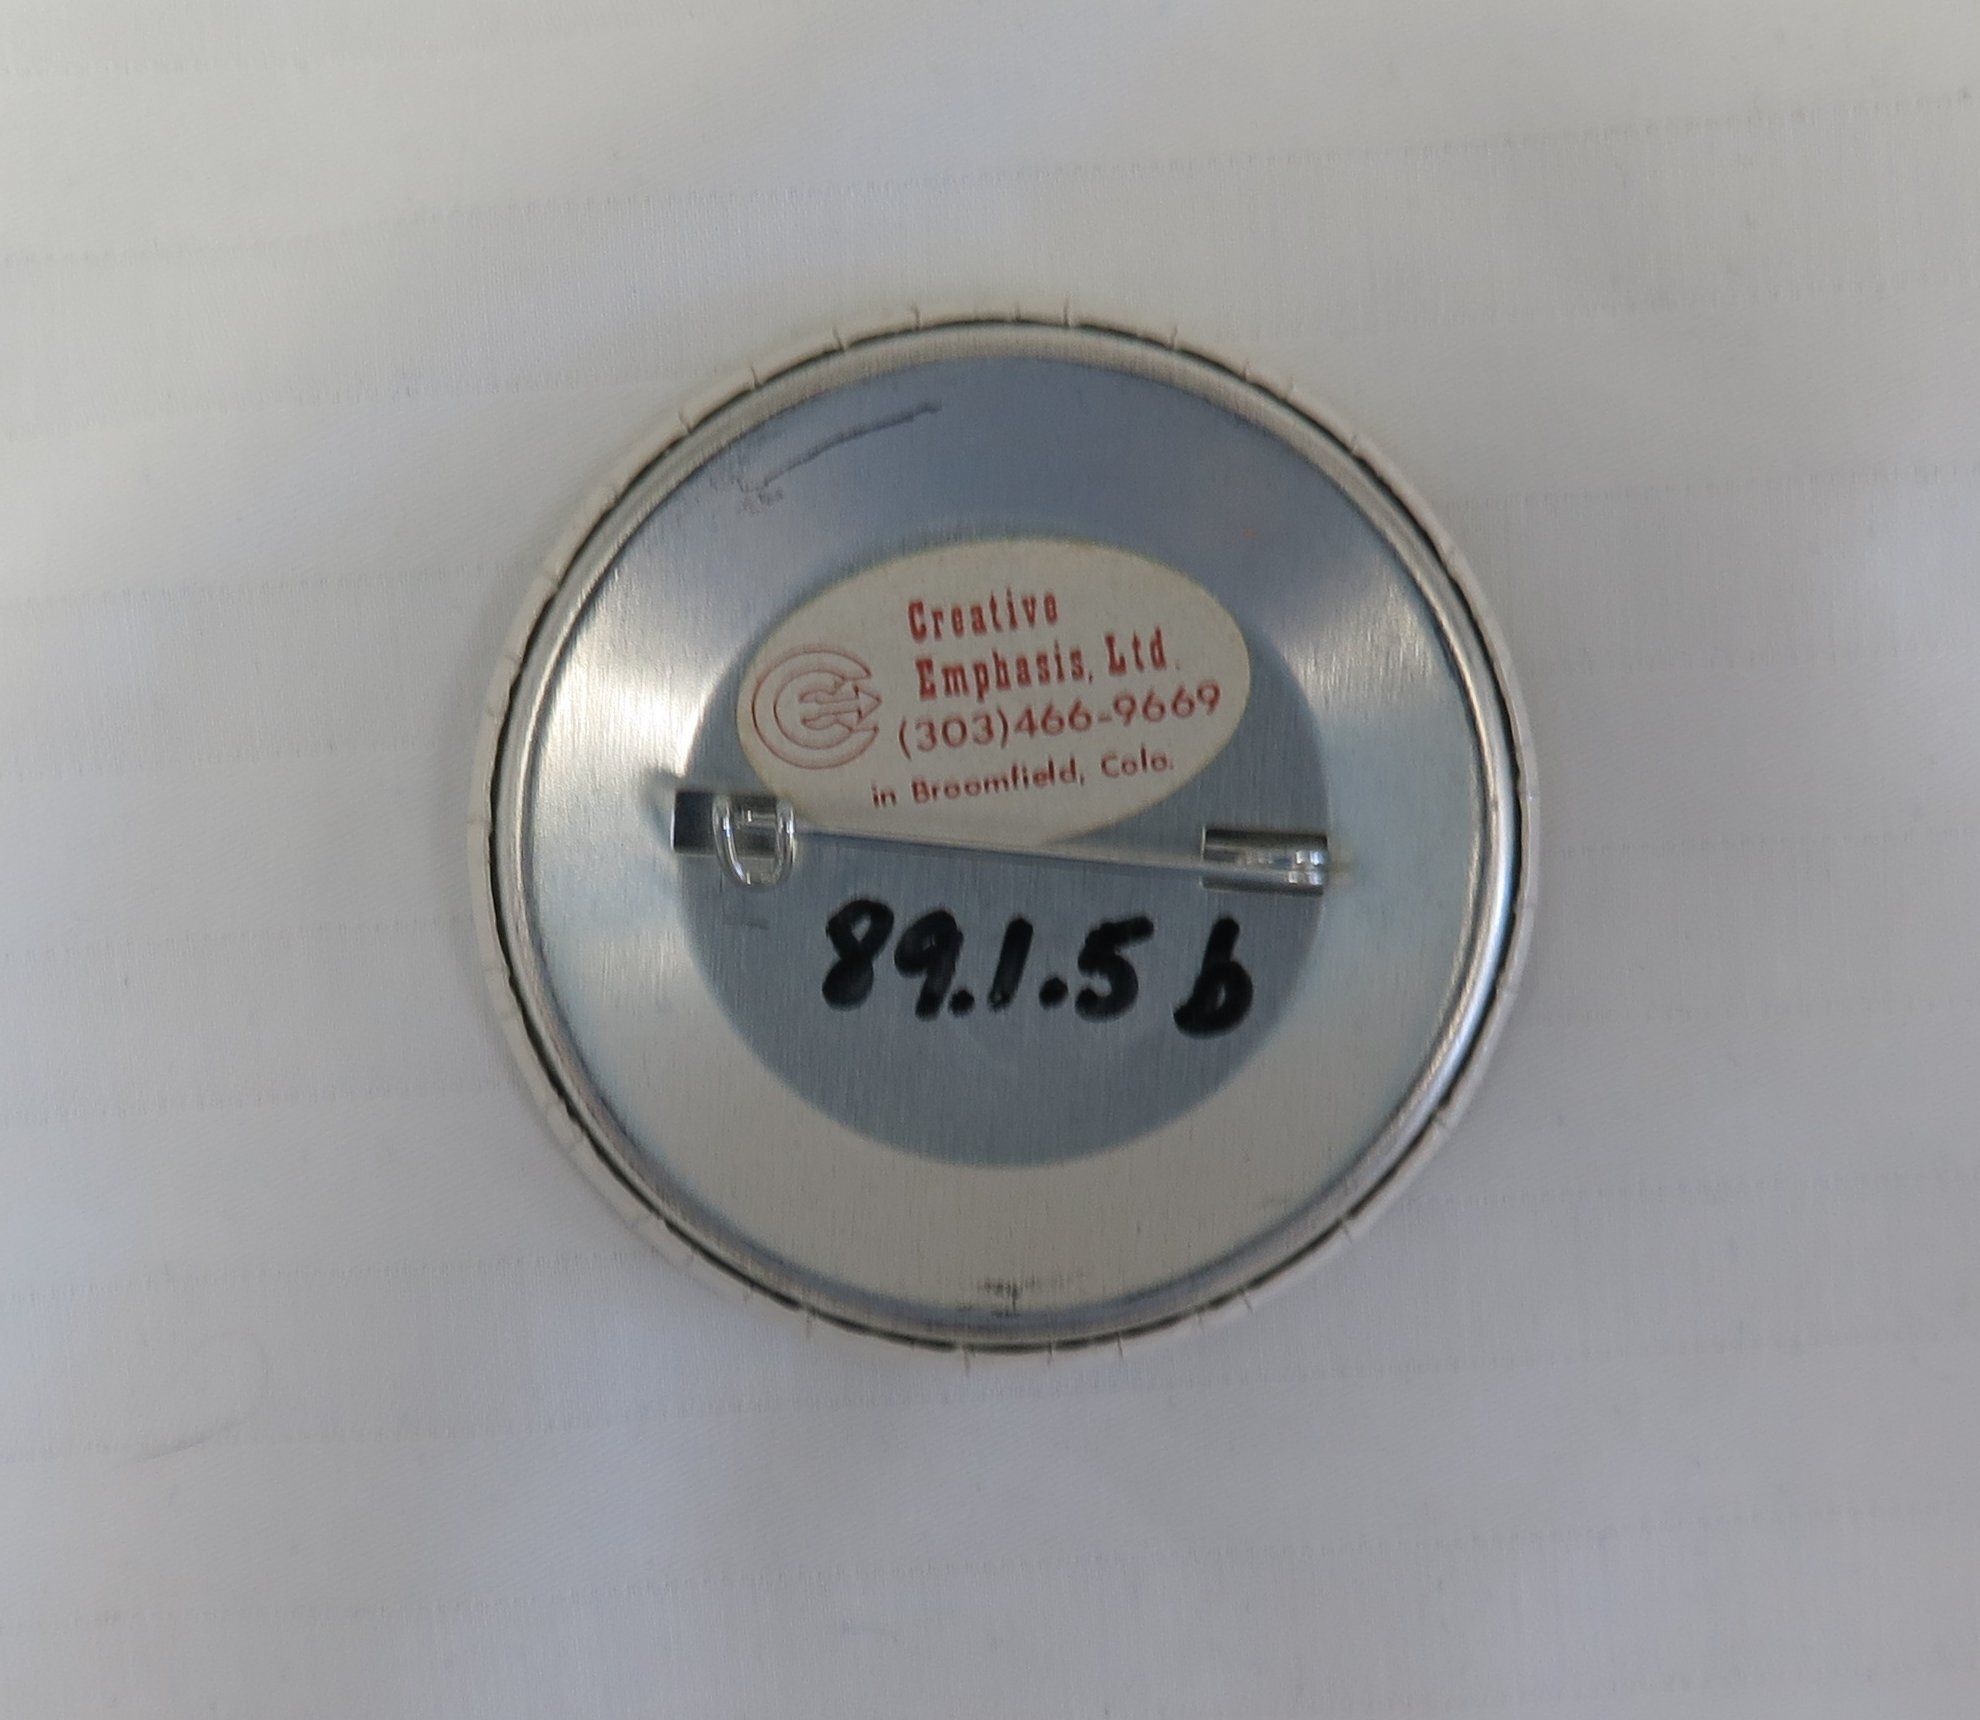 Creative
Emphasis, Ltd.
(303)466-9669
in Broomfield, Colo.
89.1.5 b